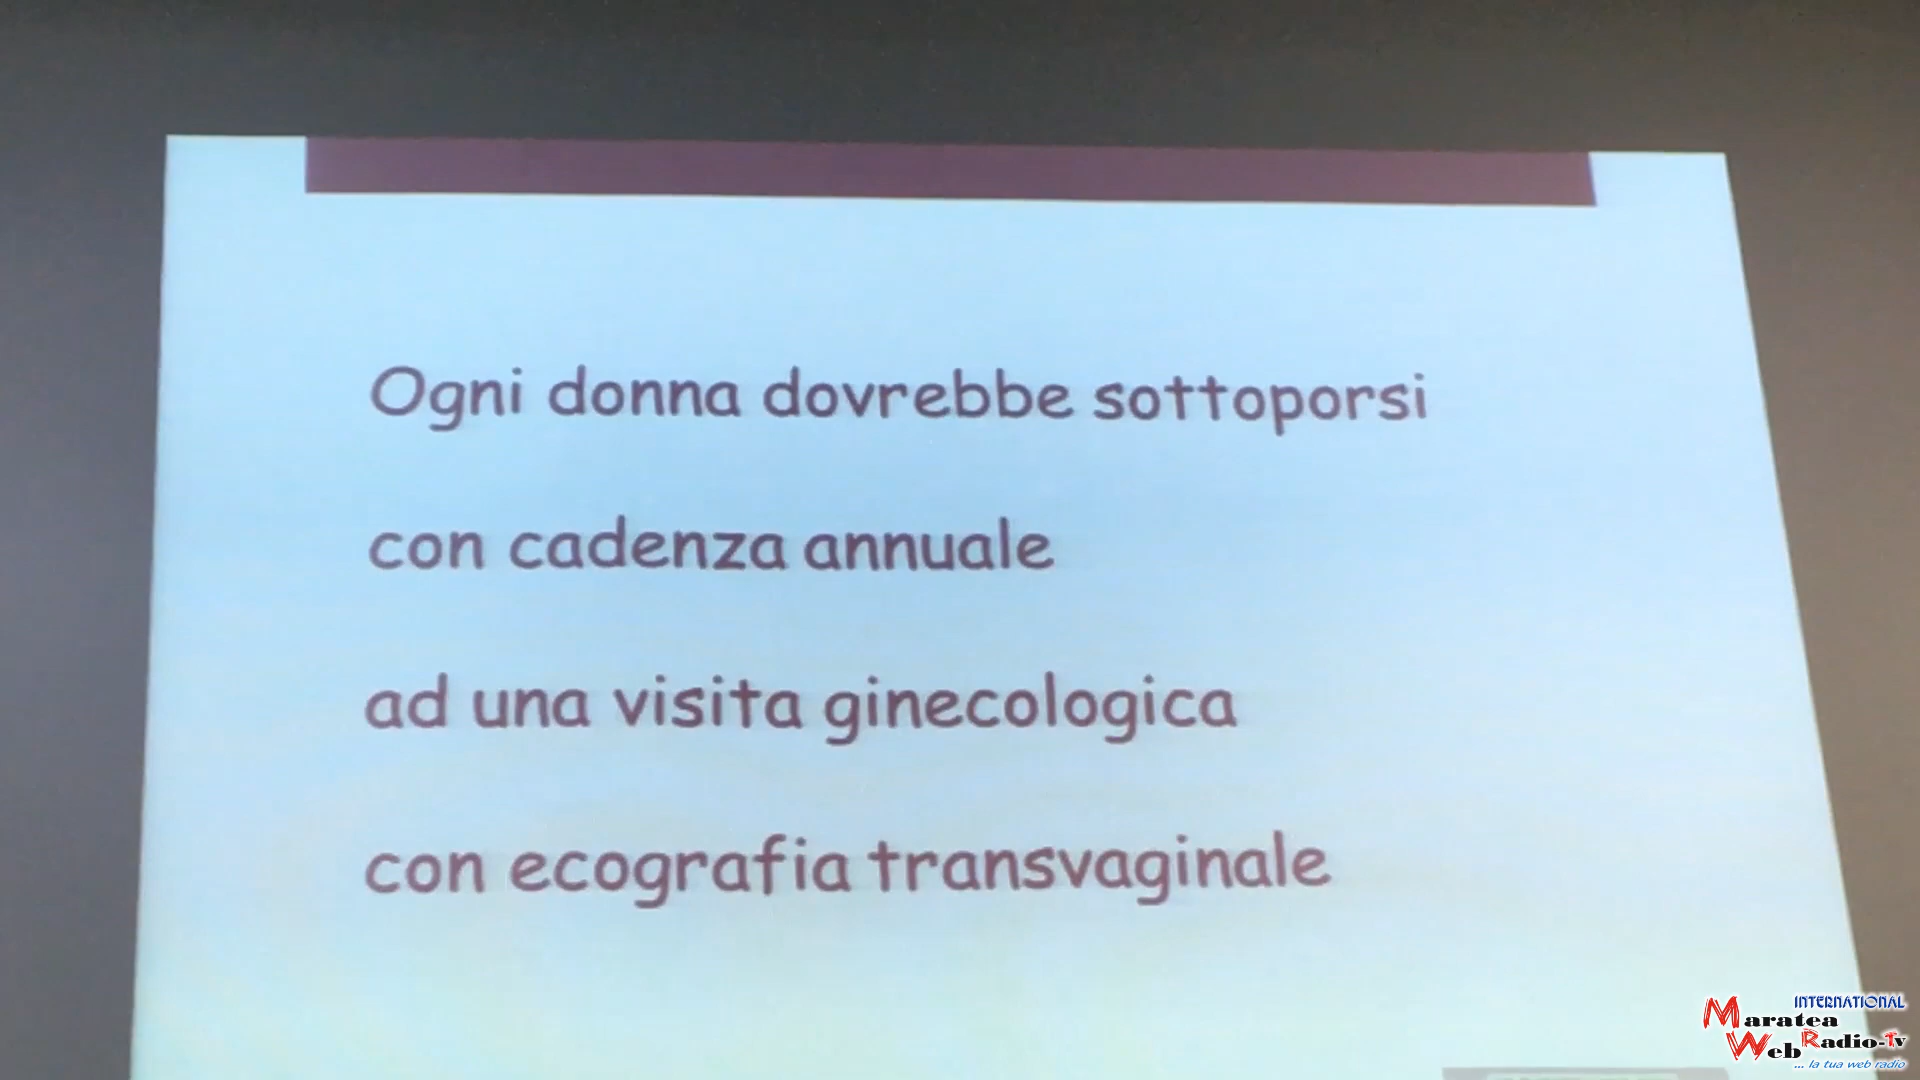 Ogni donna dovrebbe sottoporsi
con cadenza annuale
ad una visita ginecologica
con ecografia transvaginale
INTERNATIONAL
Maratea
Web Radio-Tv
... la tua web radio